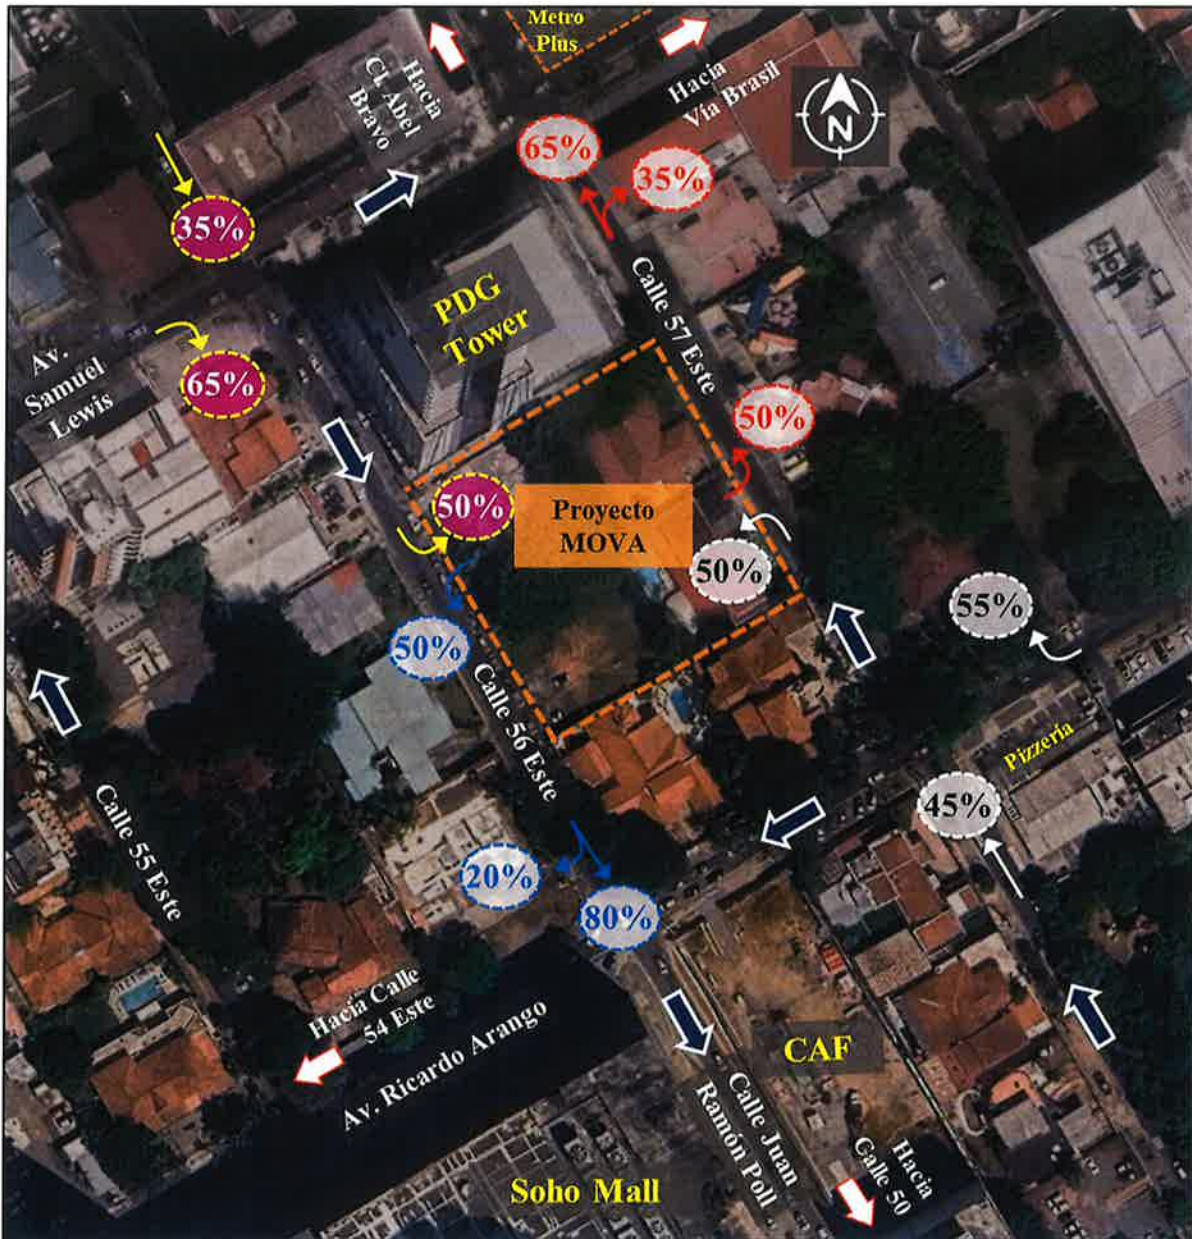 Metro
Plus
Hacia
Cl. Abel
Bravo
Hacia
Vía Brasil
N
65%
35%
35%
PDG
Tower
Calle 57 Este
Av.
Samuel
Lewis
65%
50%
50%
Proyecto
MOVA
50%
50%
55%
Calle 56 Este
Pizzería
45%
Calle 55 Este
20%
80%
Hacia Calle
54 Este
Av. Ricardo Arango
CAF
Calle Juan
Ramón Poll
Hacia
Calle 50
Soho Mall